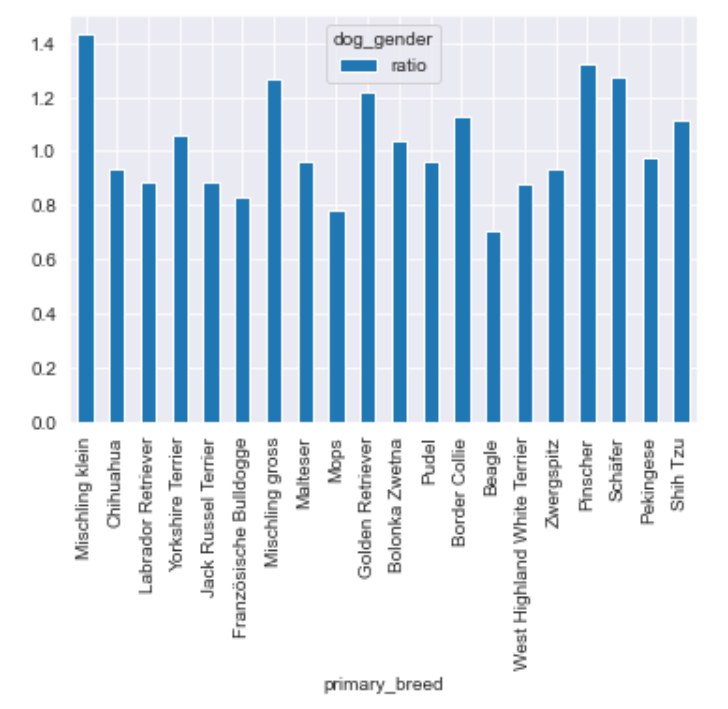 1.4
1.2
1.0
0.8
0.6
0.4
0.2
0.0
dog_gender
ratio
Mischling klein
Chihuahua
Labrador Retriever
Yorkshire Terrier
Jack Russel Terrier
Französische Bulldogge
Mischling gross
Malteser
Mops
Golden Retriever
Bolonka Zwetna
Pudel
Border Collie
Beagle
West Highland White Terrier
Zwergspitz
Pinscher
Schäfer
Pekingese
Shih Tzu
primary_breed